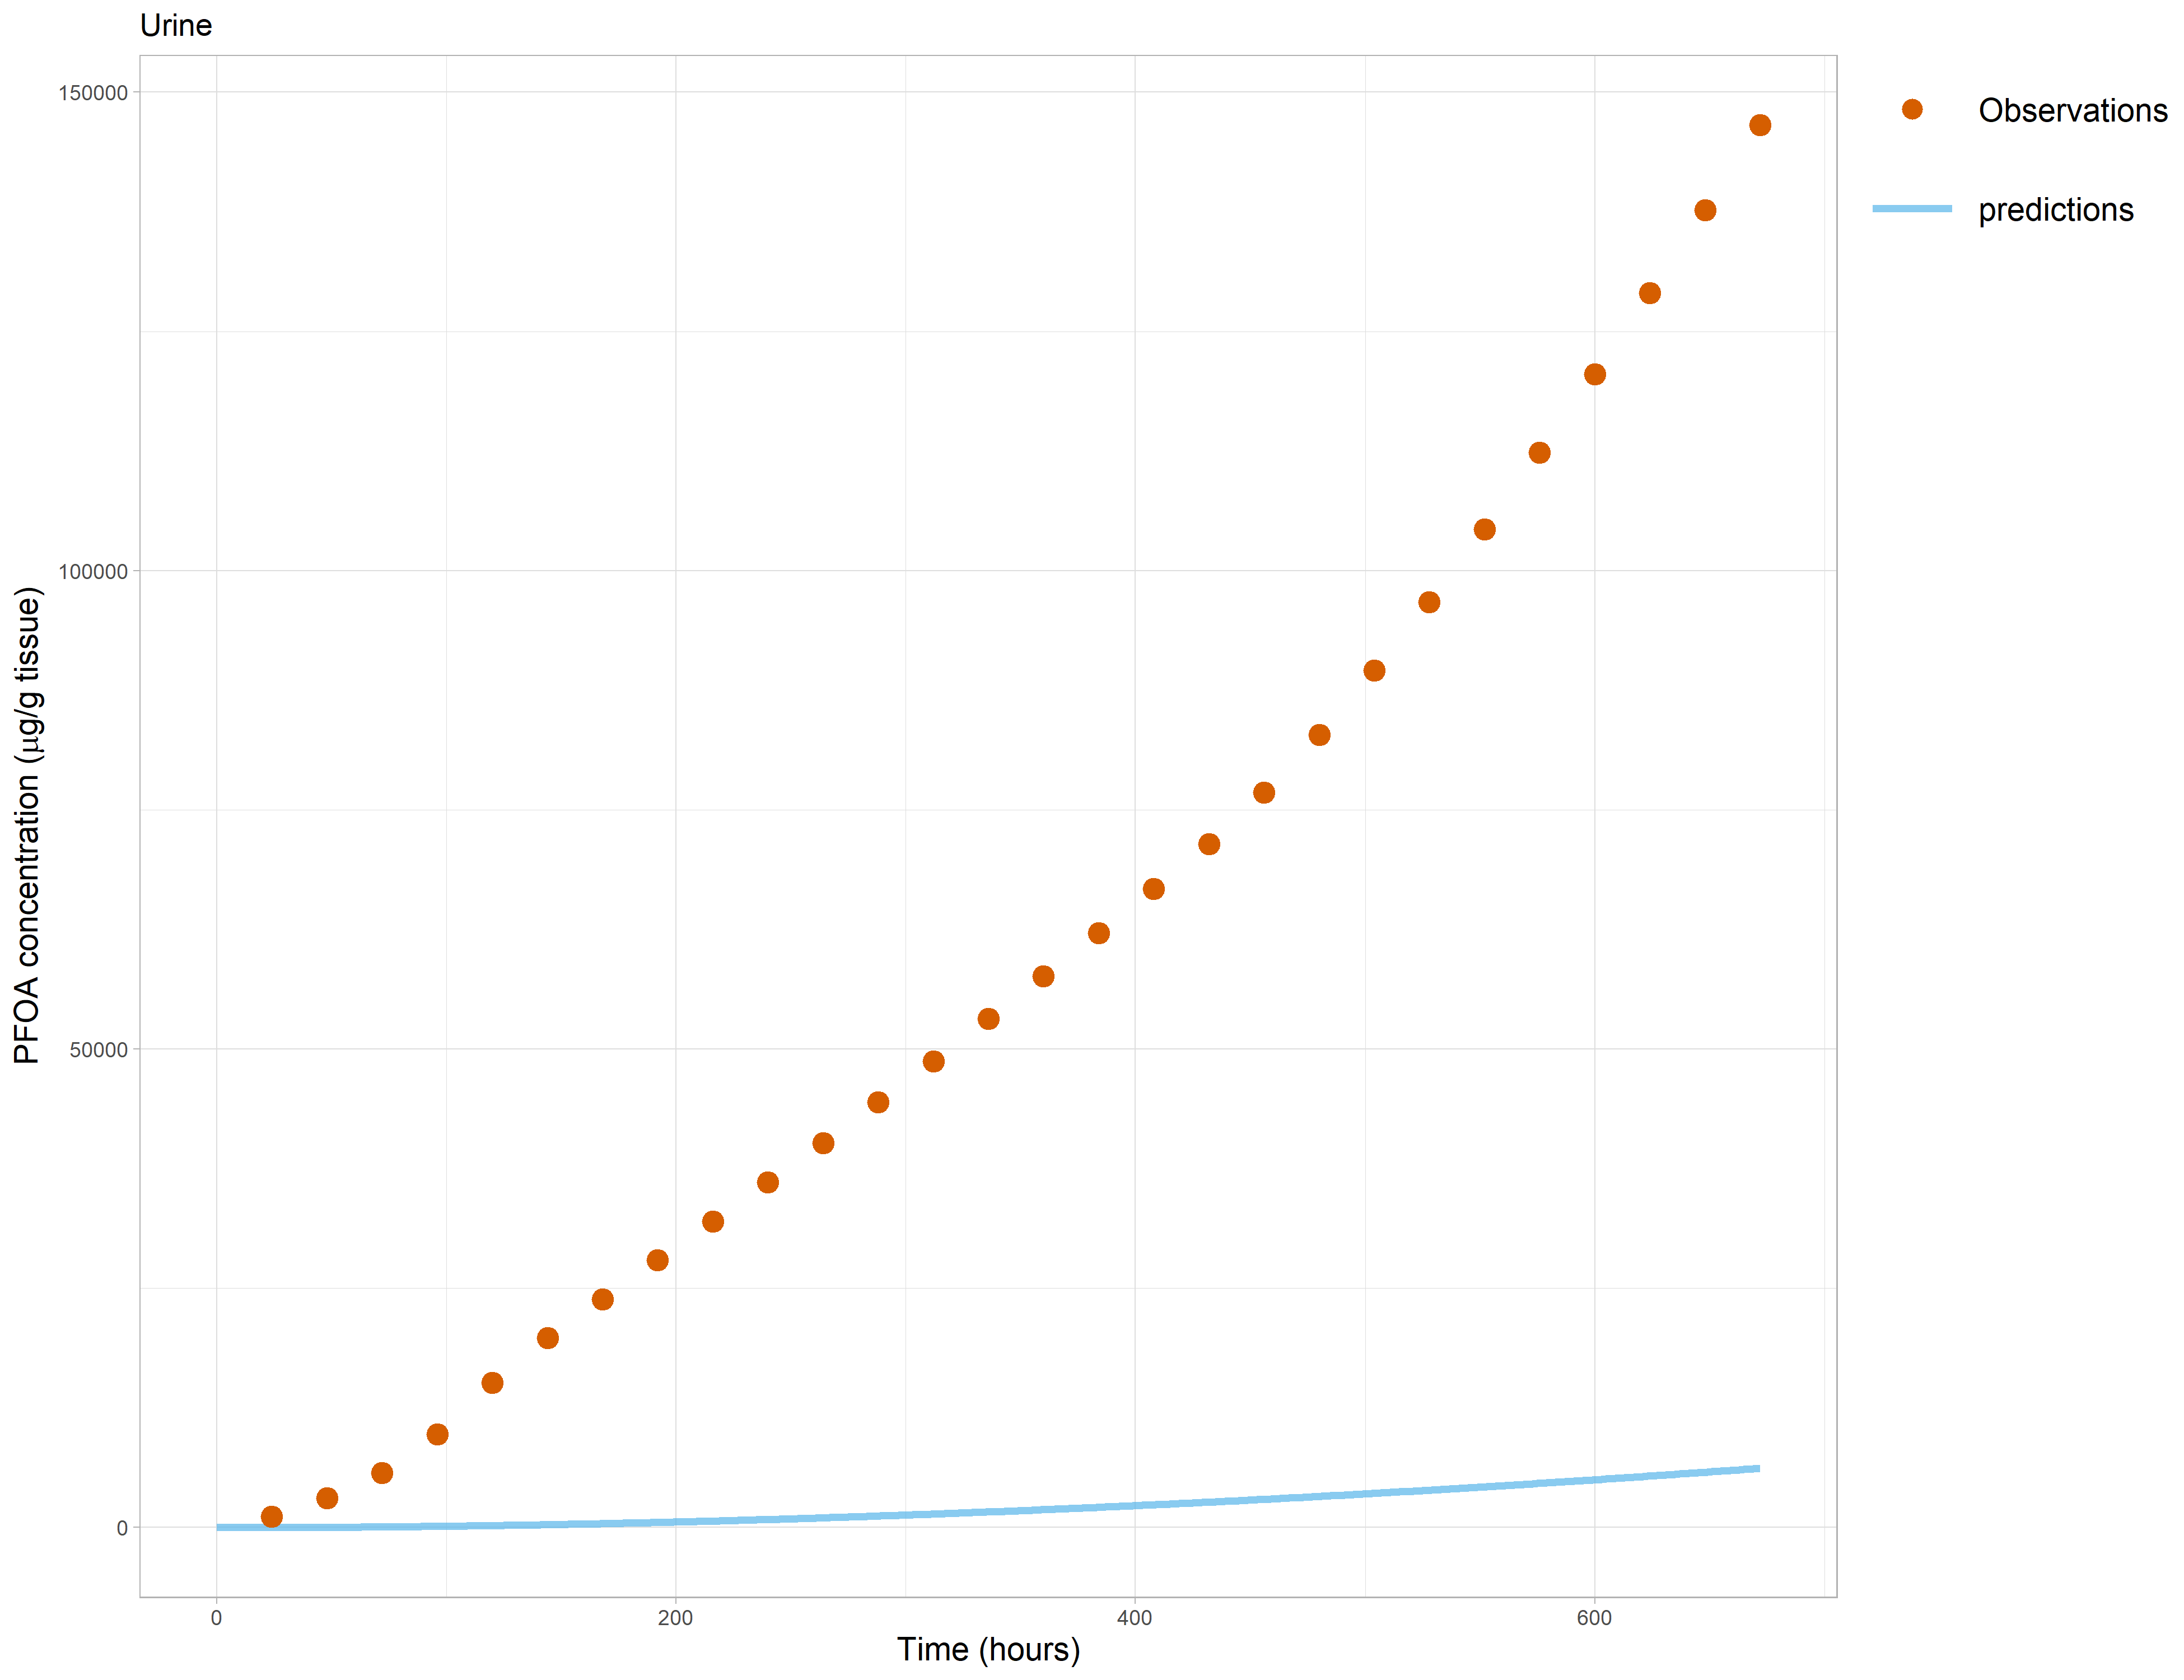 Urine
150000
100000
50000
0
PFOA concentration (μg/g tissue)
0
200
400
600
Time (hours)
Observations
predictions